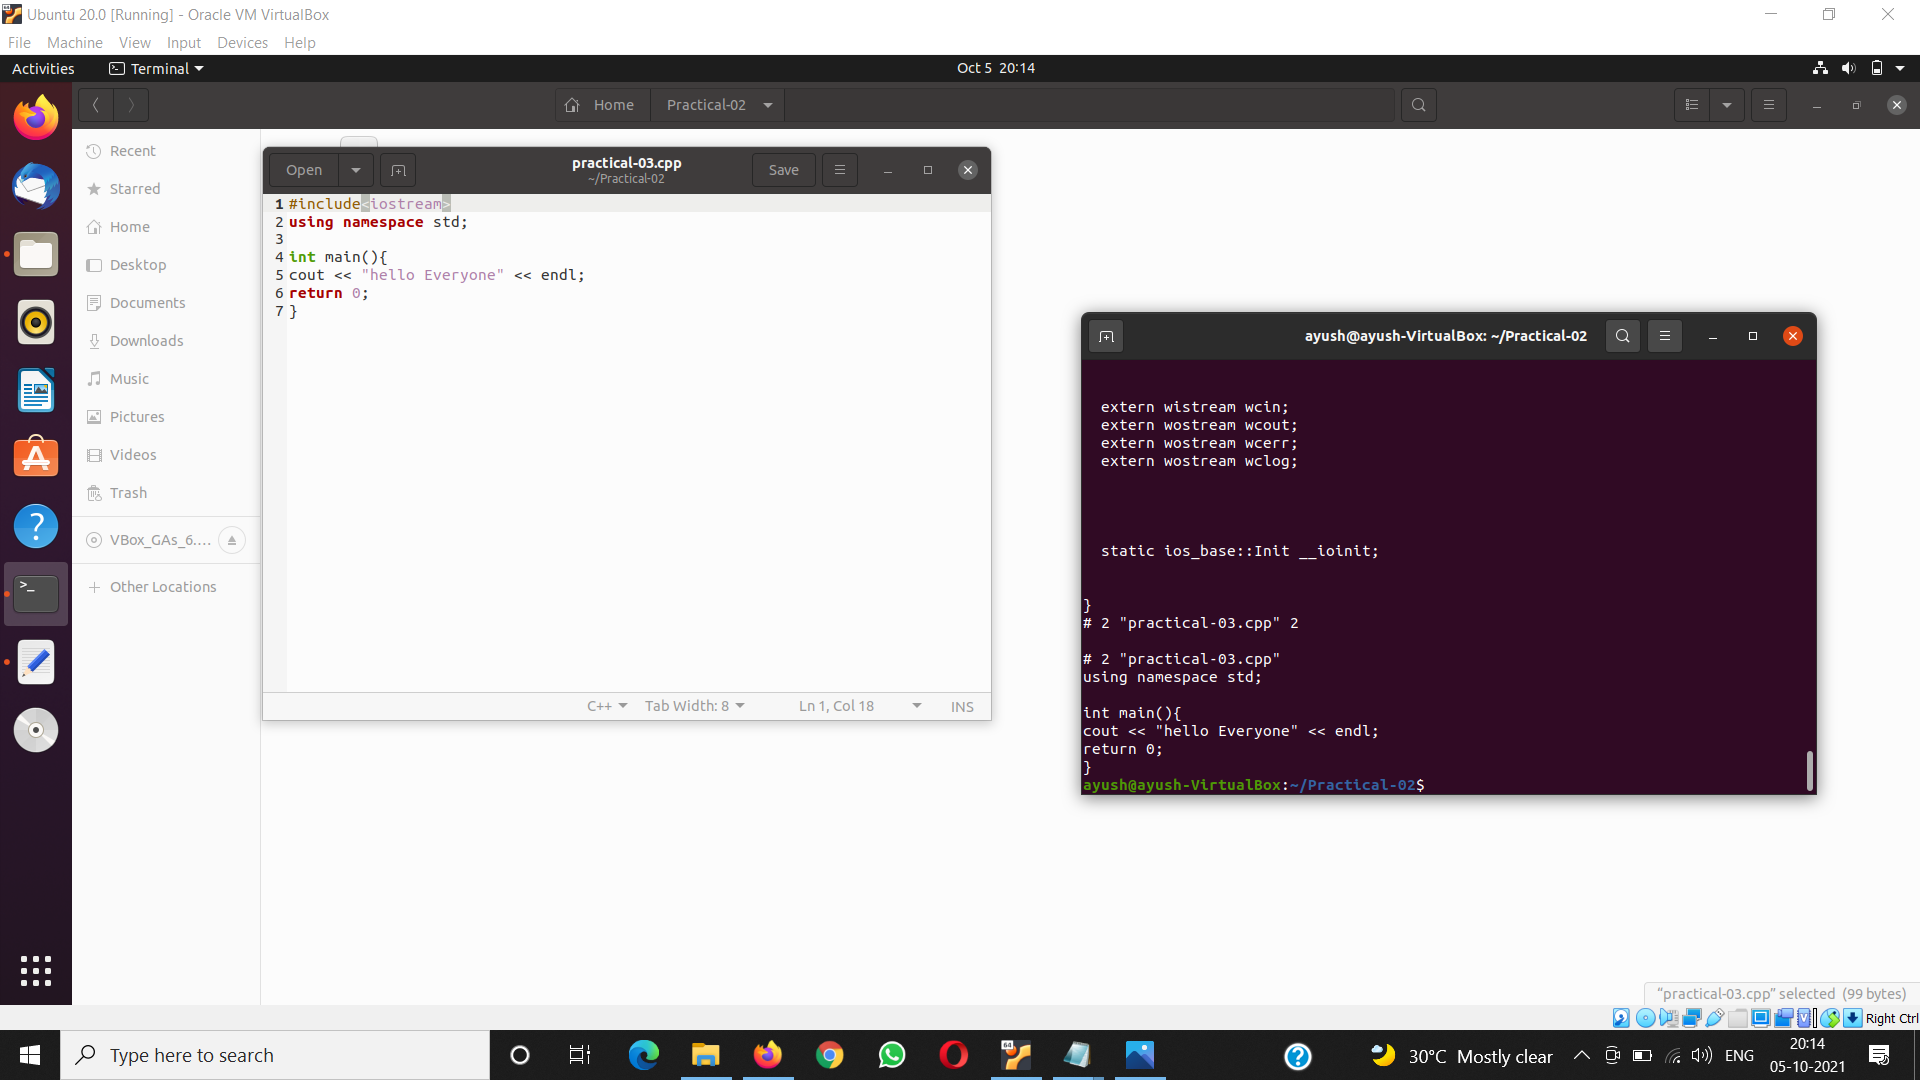 Ubuntu 20.0 [Running] - Oracle VM VirtualBox
File Machine View Input Devices Help
Activities Terminal Oct 5 20:14
Home Practical-02
Recent
Starred
Home
Desktop
Documents
Downloads
Music
Pictures
Videos
Trash
VBox_GAs_6....
Other Locations
Open practical-03.cpp Save
~/Practical-02
1 #include<iostream>
2 using namespace std;
3
4 int main(){
5 cout << "hello Everyone" << endl;
6 return 0;
7 }
C++ Tab Width: 8 Ln 1, Col 18 INS
ayush@ayush-VirtualBox: ~/Practical-02
extern wistream wcin;
extern wostream wcout;
extern wostream wcerr;
extern wostream wclog;
static ios_base::Init __ioinit;
}
# 2 "practical-03.cpp" 2
# 2 "practical-03.cpp"
using namespace std;
int main(){
cout << "hello Everyone" << endl;
return 0;
}
ayush@ayush-VirtualBox:~/Practical-02$
"practical-03.cpp" selected (99 bytes)
Right Ctrl
Type here to search
64
30°C Mostly clear
ENG
20:14
05-10-2021